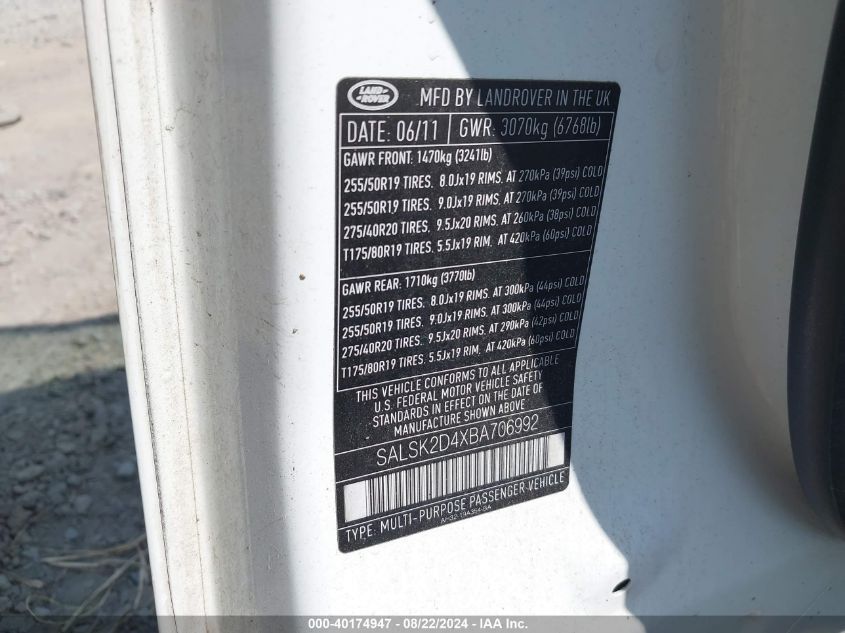 LAND ROVER
MFD BY LANDROVER IN THE UK
DATE: 06/11 GWR: 3070kg (6768lb)
GAWR FRONT: 1470kg (3241lb)
255/50R19 TIRES. 8.0Jx19 RIMS. AT 270kPa (39psi) COLD
255/50R19 TIRES. 9.0Jx19 RIMS. AT 270kPa (39psi) COLD
275/40R20 TIRES. 9.5Jx20 RIMS. AT 260kPa (38psi) COLD
T175/80R19 TIRES. 5.5Jx19 RIM. AT 420kPa (60psi) COLD
GAWR REAR: 1710kg (3770lb)
255/50R19 TIRES. 8.0Jx19 RIMS. AT 300kPa (44psi) COLD
255/50R19 TIRES. 9.0Jx19 RIMS. AT 300kPa (44psi) COLD
275/40R20 TIRES. 9.5Jx20 RIMS. AT 290kPa (42psi) COLD
T175/80R19 TIRES. 5.5Jx19 RIM. AT 420kPa (60psi) COLD
THIS VEHICLE CONFORMS TO ALL APPLICABLE
U.S. FEDERAL MOTOR VEHICLE SAFETY
STANDARDS IN EFFECT ON THE DATE OF
MANUFACTURE SHOWN ABOVE
SALSK2D4XBA706992
TYPE: MULTI-PURPOSE PASSENGER VEHICLE
000-40174947 - 08/22/2024 - IAAI - Copyright IAA, Inc.